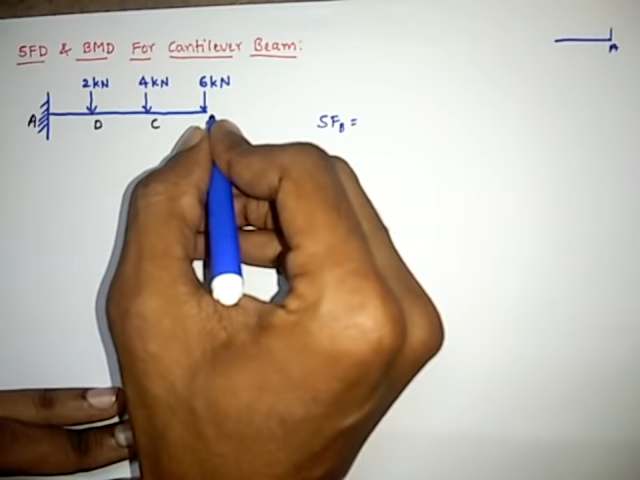 SFD & BMD For Cantilever Beam:
2kN 4kN 6kN
A D C
SF_B =
A